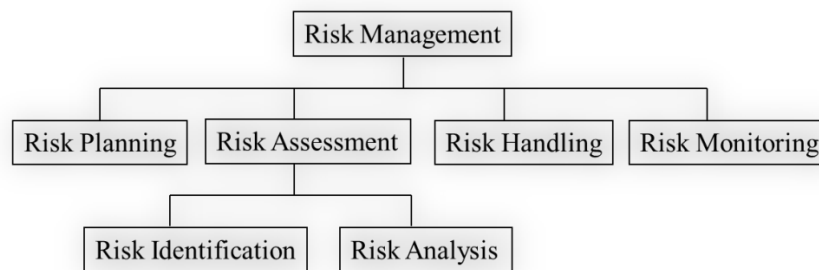 Risk Management
Risk Planning
Risk Assessment
Risk Handling
Risk Monitoring
Risk Identification
Risk Analysis